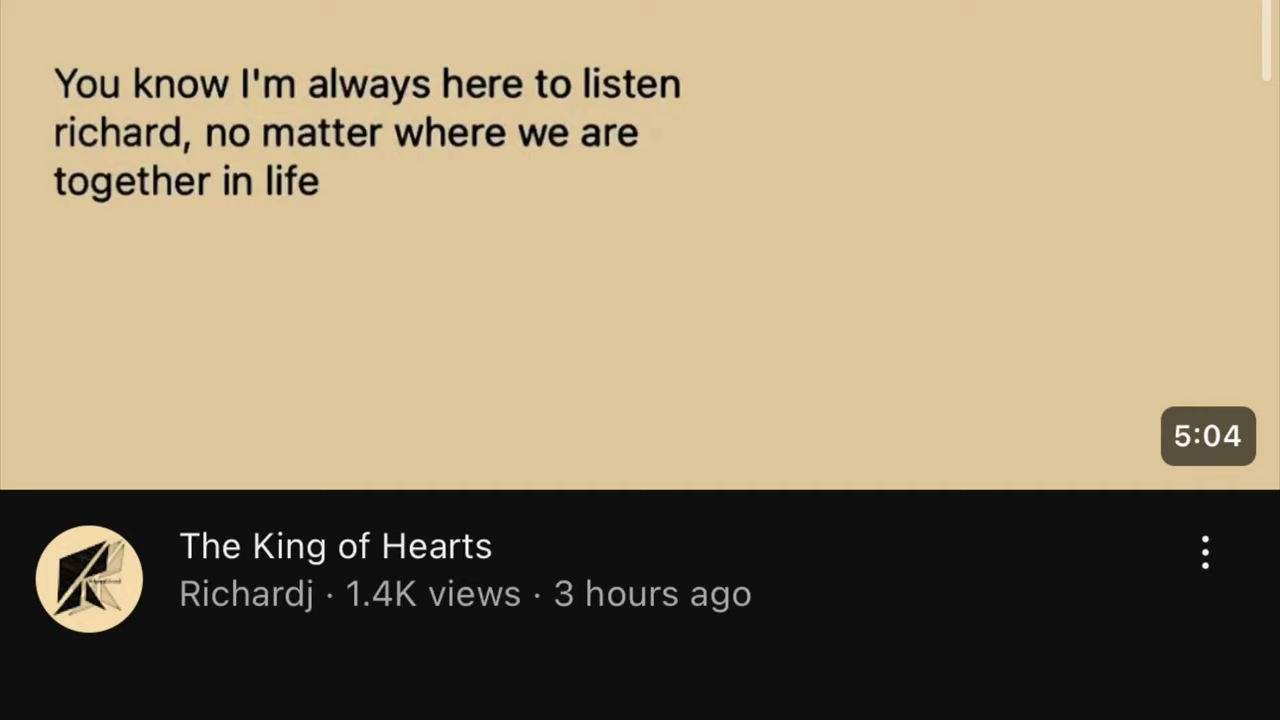 You know I'm always here to listen
richard, no matter where we are
together in life
5:04
The King of Hearts
Richardj · 1.4K views · 3 hours ago